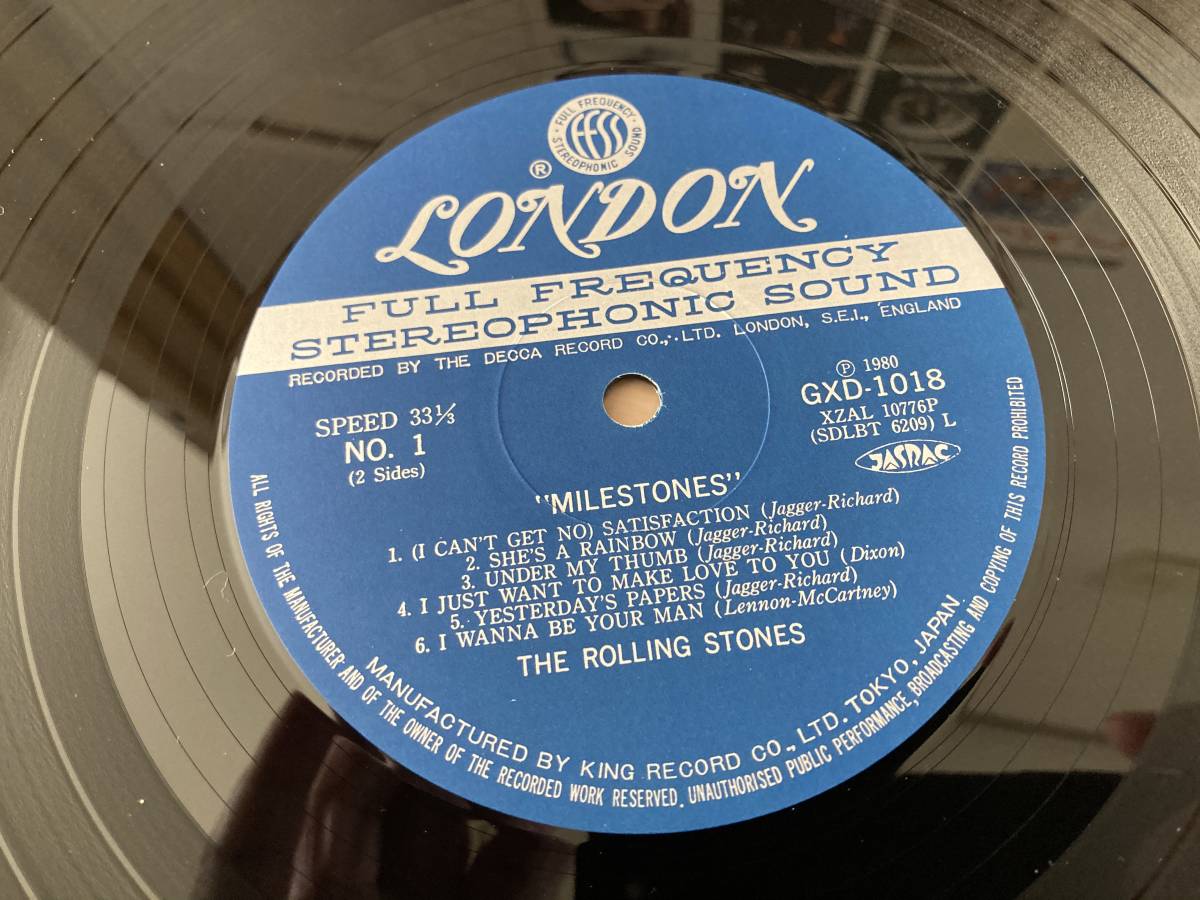 FULL FREQUENCY
ffss
STEREOPHONIC SOUND
®
LONDON
FULL FREQUENCY
STEREOPHONIC SOUND
RECORDED BY THE DECCA RECORD CO., LTD. LONDON, S.E.I., ENGLAND
SPEED 33⅓
NO. 1
(2 Sides)
Ⓟ 1980
GXD-1018
XZAL 10776P
(SDLBT 6209) L
JASRAC
"MILESTONES"
1. (I CAN'T GET NO) SATISFACTION (Jagger-Richard)
2. SHE'S A RAINBOW (Jagger-Richard)
3. UNDER MY THUMB (Jagger-Richard)
4. I JUST WANT TO MAKE LOVE TO YOU (Dixon)
5. YESTERDAY'S PAPERS (Jagger-Richard)
6. I WANNA BE YOUR MAN (Lennon-McCartney)
THE ROLLING STONES
MANUFACTURED BY KING RECORD CO., LTD. TOKYO, JAPAN
ALL RIGHTS OF THE MANUFACTURER AND OF THE OWNER OF THE RECORDED WORK RESERVED. UNAUTHORISED PUBLIC PERFORMANCE, BROADCASTING AND COPYING OF THIS RECORD PROHIBITED